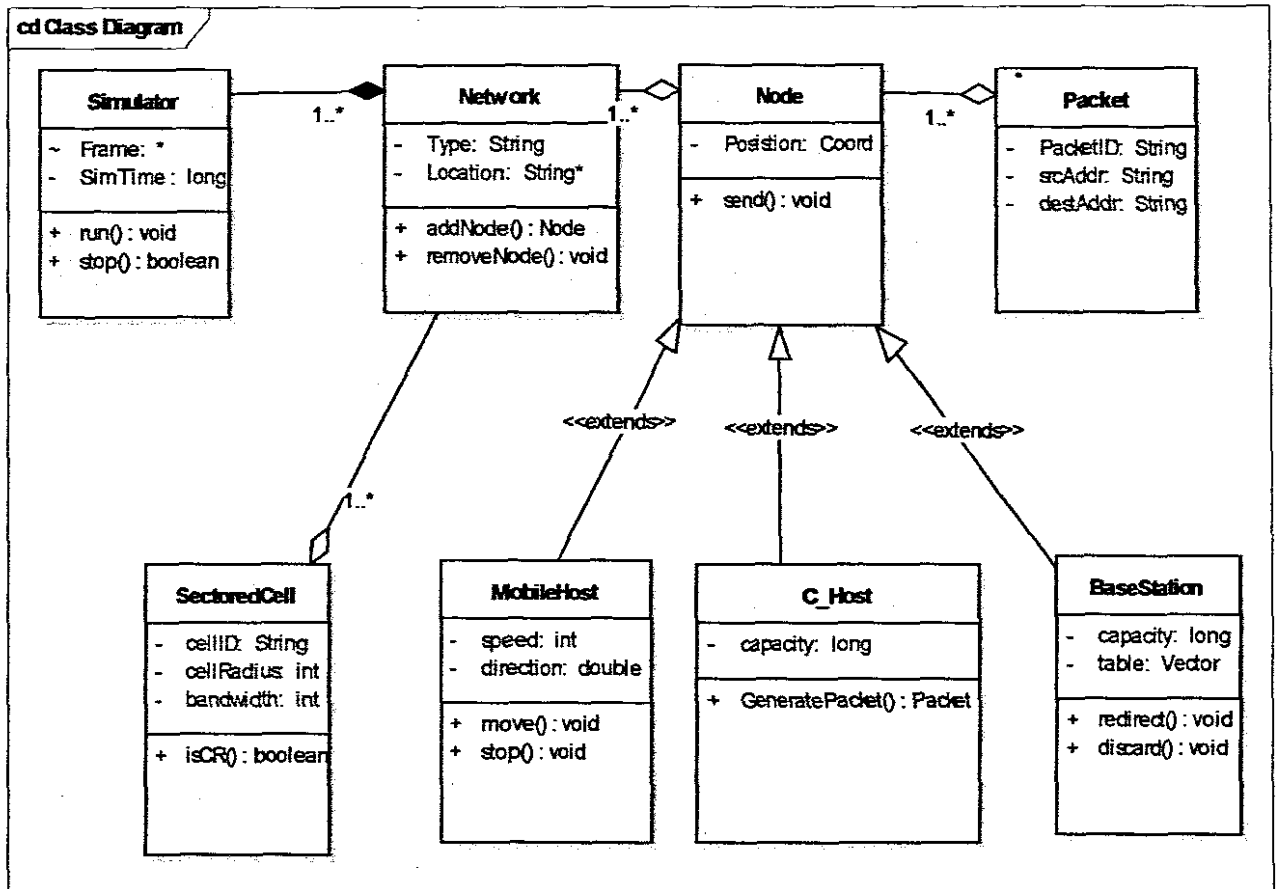 cd Class Diagram
Simulator
~ Frame: *
- SimTime: long
+ run(): void
+ stop(): boolean
1..*
Network
- Type: String
- Location: String*
+ addNode(): Node
+ removeNode(): void
1..*
Node
- Posistion: Coord
+ send(): void
1..*
*
Packet
- PacketID: String
- srcAddr: String
- destAddr: String
<<extends>>
<<extends>>
<<extends>>
1..*
SectoredCell
- cellID: String
- cellRadius: int
- bandwidth: int
+ isCR(): boolean
MobileHost
- speed: int
- direction: double
+ move(): void
+ stop(): void
C_Host
- capacity: long
+ GeneratePacket(): Packet
BaseStation
- capacity: long
- table: Vector
+ redirect(): void
+ discard(): void